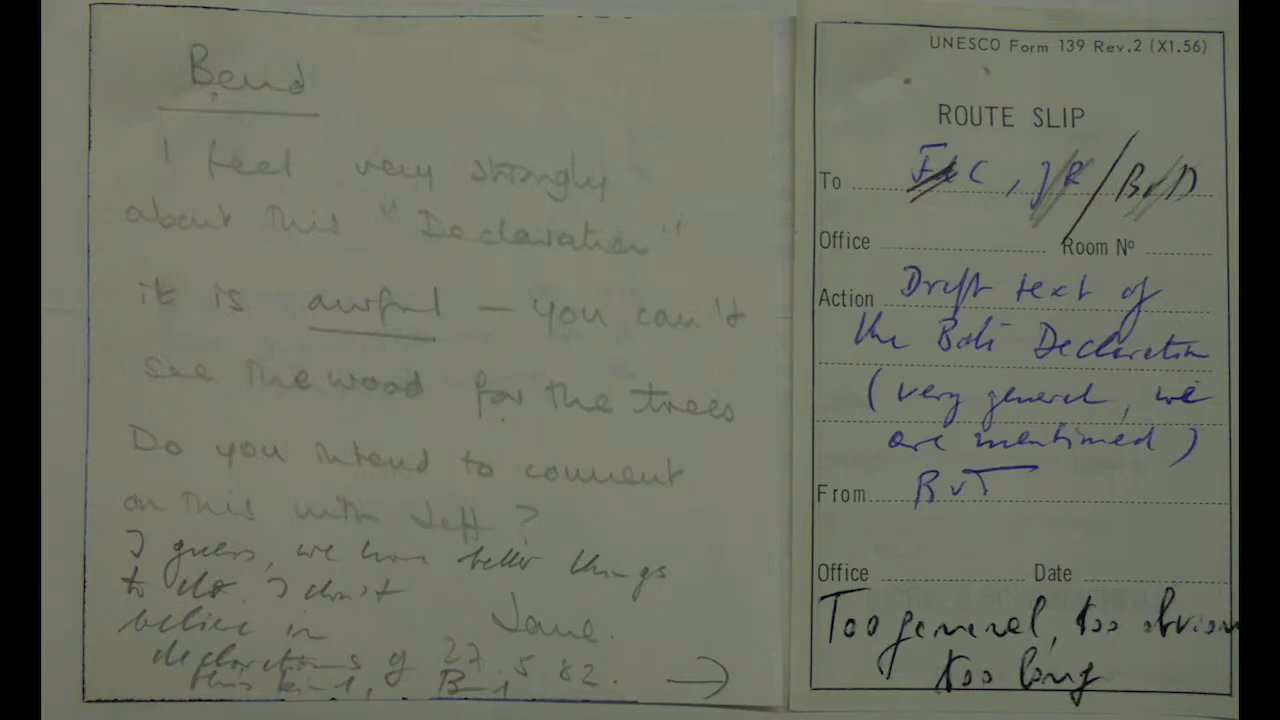 Bernd
I feel very strongly
about this "Declaration"
it is awful — you can't
see the wood for the trees
Do you intend to comment
on this with Jeff?
I guess, we have better things
to do. I don't
believe in
declarations of
this kind. Bernd
Jane.
27.5.82.
UNESCO Form 139 Rev.2 (X1.56)
ROUTE SLIP
To C, JR / BvD
Office Room Nº
Action Draft text of
the Bali Declaration
(very general, we
are mentioned)
From BvT
Office Date
Too general, too obvious
too long